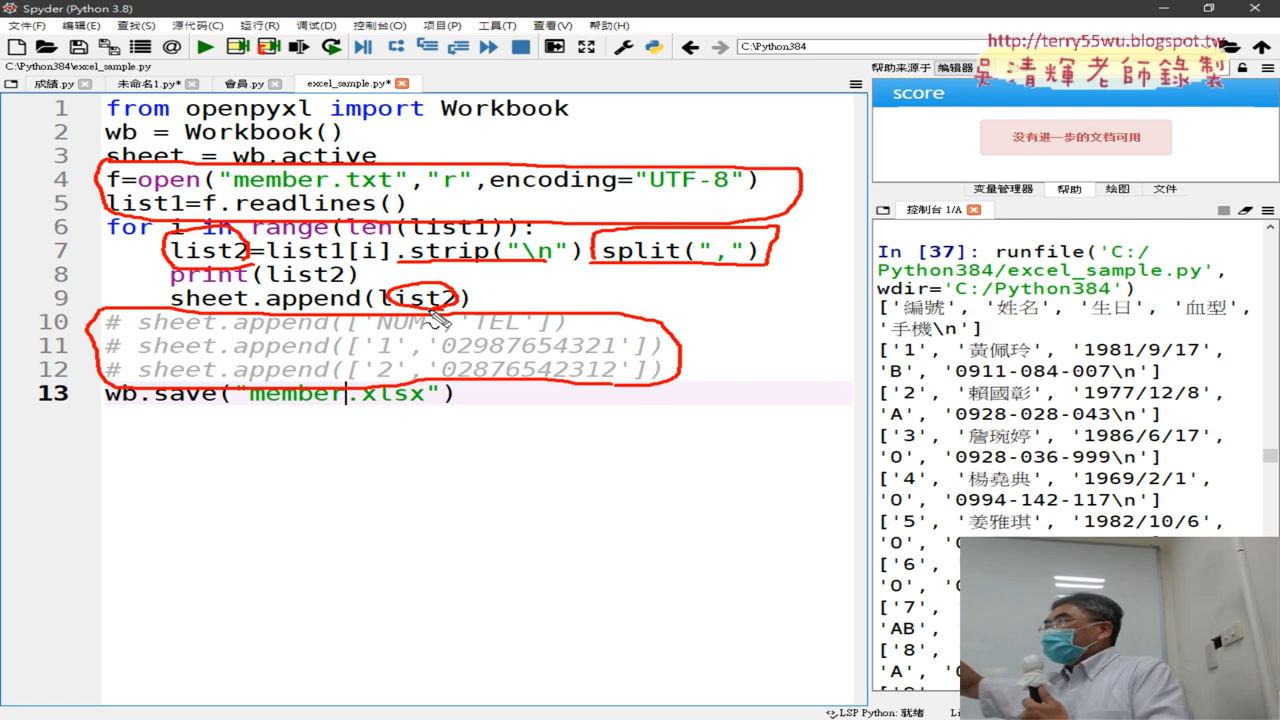 Spyder (Python 3.8)
文件(F) 编辑(E) 查找(S) 源代码(C) 运行(R) 调试(D) 控制台(O) 项目(P) 工具(T) 查看(V) 帮助(H)
C:\Python384
http://terry55wu.blogspot.tw
吳清輝老師錄製
C:\Python384\excel_sample.py
成績.py 未命名1.py* 會員.py excel_sample.py*
帮助来源于 编辑器
1 from openpyxl import Workbook
2 wb = Workbook()
3 sheet = wb.active
4 f=open("member.txt","r",encoding="UTF-8")
5 list1=f.readlines()
6 for i in range(len(list1)):
7 list2=list1[i].strip("\n") split(",")
8 print(list2)
9 sheet.append(list2)
10 # sheet.append(['NUM','TEL'])
11 # sheet.append(['1','02987654321'])
12 # sheet.append(['2','02876542312'])
13 wb.save("member.xlsx")
score
没有进一步的文档可用
变量管理器 帮助 绘图 文件
控制台 1/A
In [37]: runfile('C:/
Python384/excel_sample.py',
wdir='C:/Python384')
['編號', '姓名', '生日', '血型',
'手機\n']
['1', '黃佩玲', '1981/9/17',
'B', '0911-084-007\n']
['2', '賴國彰', '1977/12/8',
'A', '0928-028-043\n']
['3', '詹琬婷', '1986/6/17',
'O', '0928-036-999\n']
['4', '楊堯典', '1969/2/1',
'O', '0994-142-117\n']
['5', '姜雅琪', '1982/10/6',
'O',
['6',
'O',
['7',
'AB',
['8',
'A',
LSP Python: 就绪